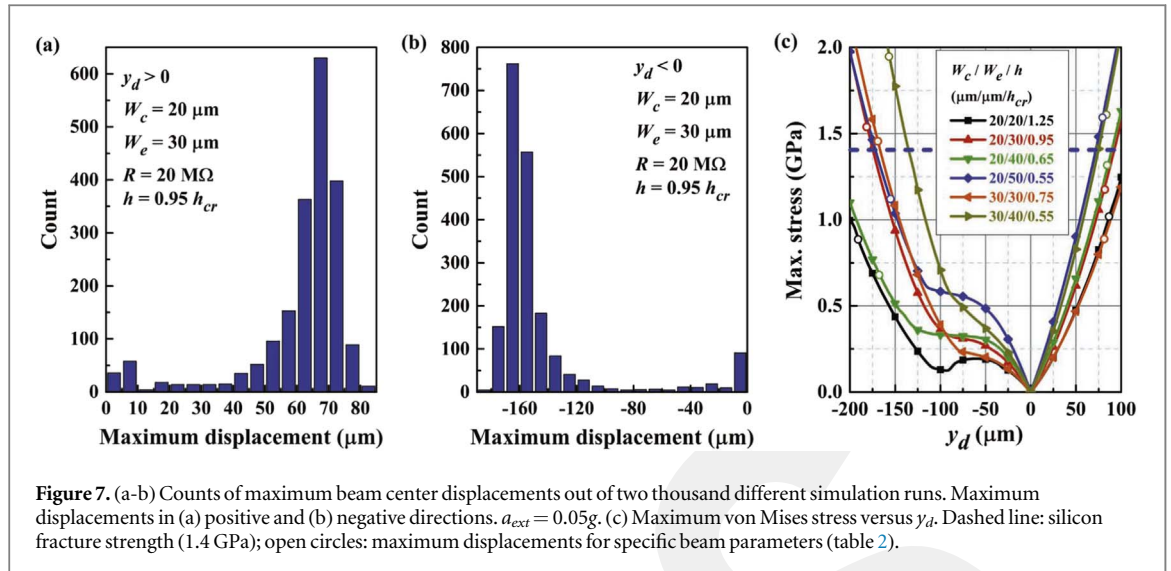 (a)
600
500
400
300
200
100
0
Count
y_d > 0
W_c = 20 μm
W_e = 30 μm
R = 20 MΩ
h = 0.95 h_cr
0 10 20 30 40 50 60 70 80
Maximum displacement (μm)
(b)
800
700
600
500
400
300
200
100
0
Count
y_d < 0
W_c = 20 μm
W_e = 30 μm
R = 20 MΩ
h = 0.95 h_cr
-160 -120 -80 -40 0
Maximum displacement (μm)
(c)
2.0
1.5
1.0
0.5
0.0
Max. stress (GPa)
W_c / W_e / h
(μm/μm/h_cr)
20/20/1.25
20/30/0.95
20/40/0.65
20/50/0.55
30/30/0.75
30/40/0.55
-200 -150 -100 -50 0 50 100
y_d (μm)
Figure 7. (a-b) Counts of maximum beam center displacements out of two thousand different simulation runs. Maximum
displacements in (a) positive and (b) negative directions. a_ext = 0.05g. (c) Maximum von Mises stress versus y_d. Dashed line: silicon
fracture strength (1.4 GPa); open circles: maximum displacements for specific beam parameters (table 2).